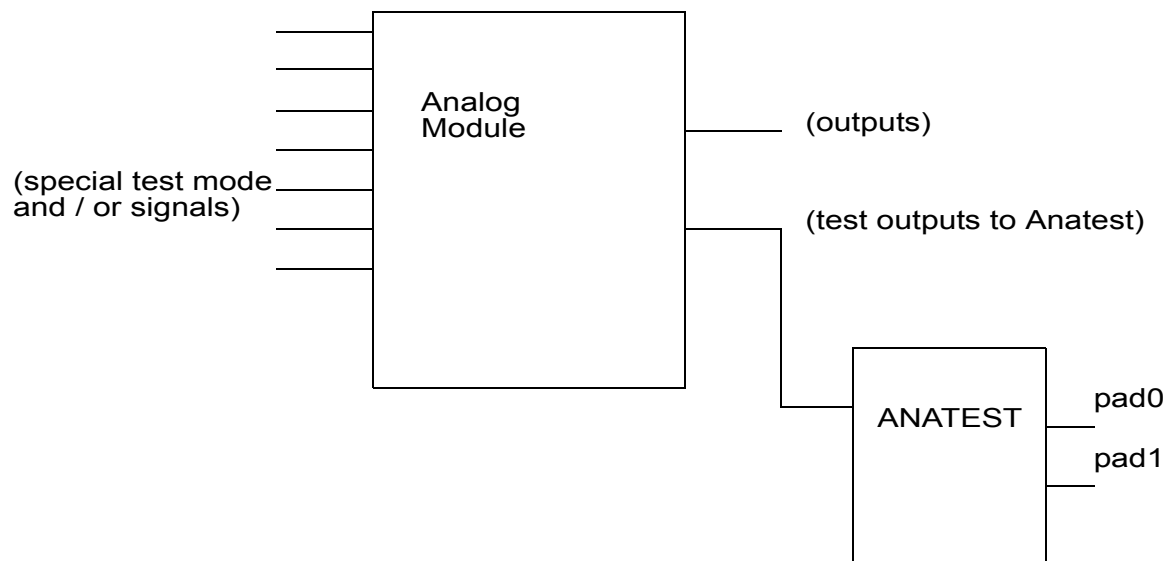 Analog
Module
(outputs)
(special test mode
and / or signals)
(test outputs to Anatest)
ANATEST
pad0
pad1